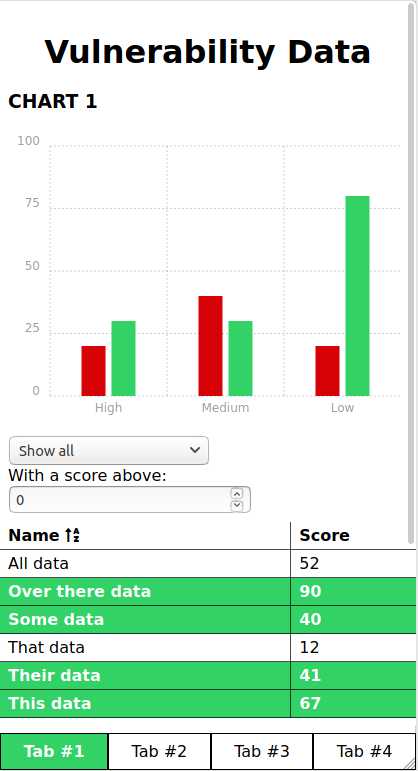 Vulnerability Data
CHART 1
100
75
50
25
0
High Medium Low
Show all
With a score above:
0
Name Score
All data 52
Over there data 90
Some data 40
That data 12
Their data 41
This data 67
Tab #1 Tab #2 Tab #3 Tab #4